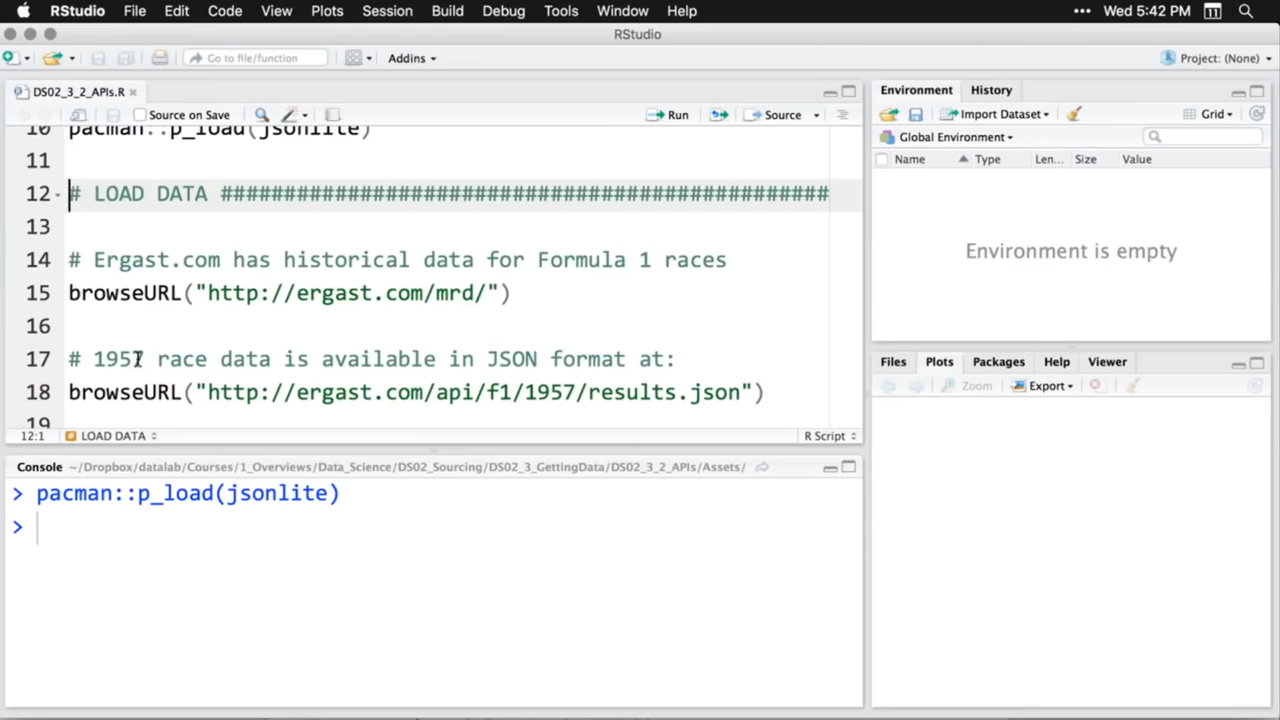 RStudio File Edit Code View Plots Session Build Debug Tools Window Help ••• Wed 5:42 PM 11
RStudio
Go to file/function Addins Project: (None)
DS02_3_2_APIs.R
Source on Save Run Source
10 pacman::p_load(jsonlite)
11
12 # LOAD DATA ################################################
13
14 # Ergast.com has historical data for Formula 1 races
15 browseURL("http://ergast.com/mrd/")
16
17 # 1957 race data is available in JSON format at:
18 browseURL("http://ergast.com/api/f1/1957/results.json")
19
12:1 LOAD DATA R Script
Console ~/Dropbox/datalab/Courses/1_Overviews/Data_Science/DS02_Sourcing/DS02_3_GettingData/DS02_3_2_APIs/Assets/
> pacman::p_load(jsonlite)
>
Environment History
Import Dataset Grid
Global Environment
Name Type Len... Size Value
Environment is empty
Files Plots Packages Help Viewer
Zoom Export